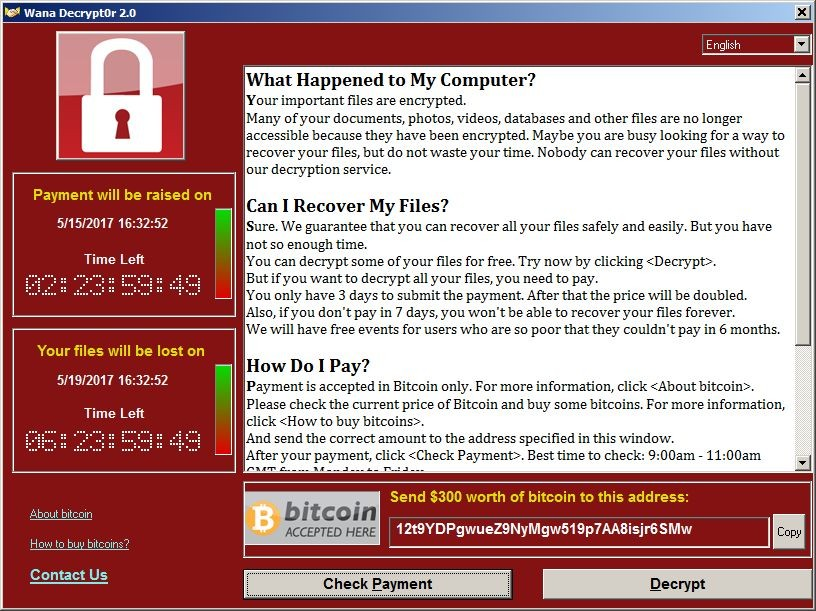 Wana Decrypt0r 2.0
English
Payment will be raised on
5/15/2017 16:32:52
Time Left
02:23:59:49
Your files will be lost on
5/19/2017 16:32:52
Time Left
06:23:59:49
About bitcoin
How to buy bitcoins?
Contact Us
What Happened to My Computer?
Your important files are encrypted.
Many of your documents, photos, videos, databases and other files are no longer
accessible because they have been encrypted. Maybe you are busy looking for a way to
recover your files, but do not waste your time. Nobody can recover your files without
our decryption service.
Can I Recover My Files?
Sure. We guarantee that you can recover all your files safely and easily. But you have
not so enough time.
You can decrypt some of your files for free. Try now by clicking <Decrypt>.
But if you want to decrypt all your files, you need to pay.
You only have 3 days to submit the payment. After that the price will be doubled.
Also, if you don't pay in 7 days, you won't be able to recover your files forever.
We will have free events for users who are so poor that they couldn't pay in 6 months.
How Do I Pay?
Payment is accepted in Bitcoin only. For more information, click <About bitcoin>.
Please check the current price of Bitcoin and buy some bitcoins. For more information,
click <How to buy bitcoins>.
And send the correct amount to the address specified in this window.
After your payment, click <Check Payment>. Best time to check: 9:00am - 11:00am
GMT from Monday to Friday
bitcoin
ACCEPTED HERE
Send $300 worth of bitcoin to this address:
12t9YDPgwueZ9NyMgw519p7AA8isjr6SMw
Copy
Check Payment
Decrypt